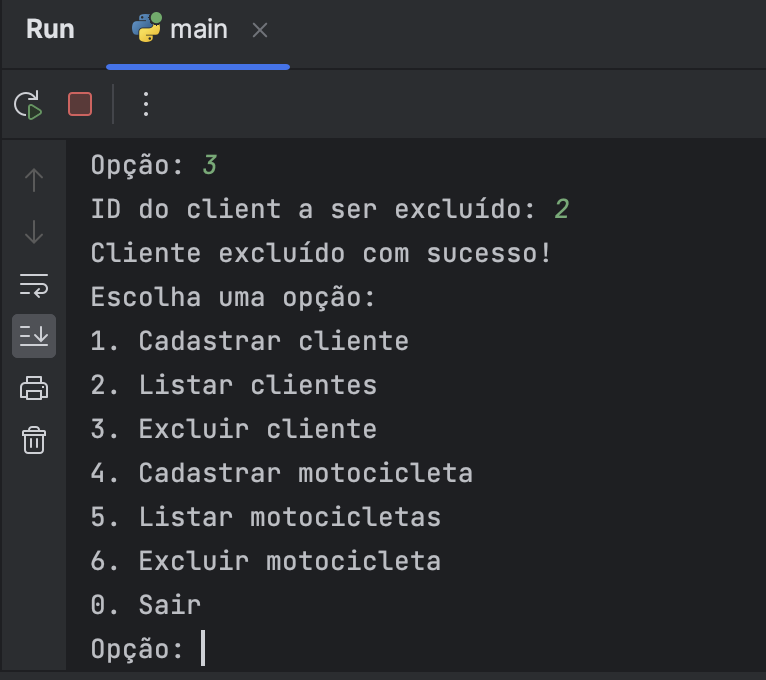 Run
main
Opção: 3
ID do client a ser excluído: 2
Cliente excluído com sucesso!
Escolha uma opção:
1. Cadastrar cliente
2. Listar clientes
3. Excluir cliente
4. Cadastrar motocicleta
5. Listar motocicletas
6. Excluir motocicleta
0. Sair
Opção: